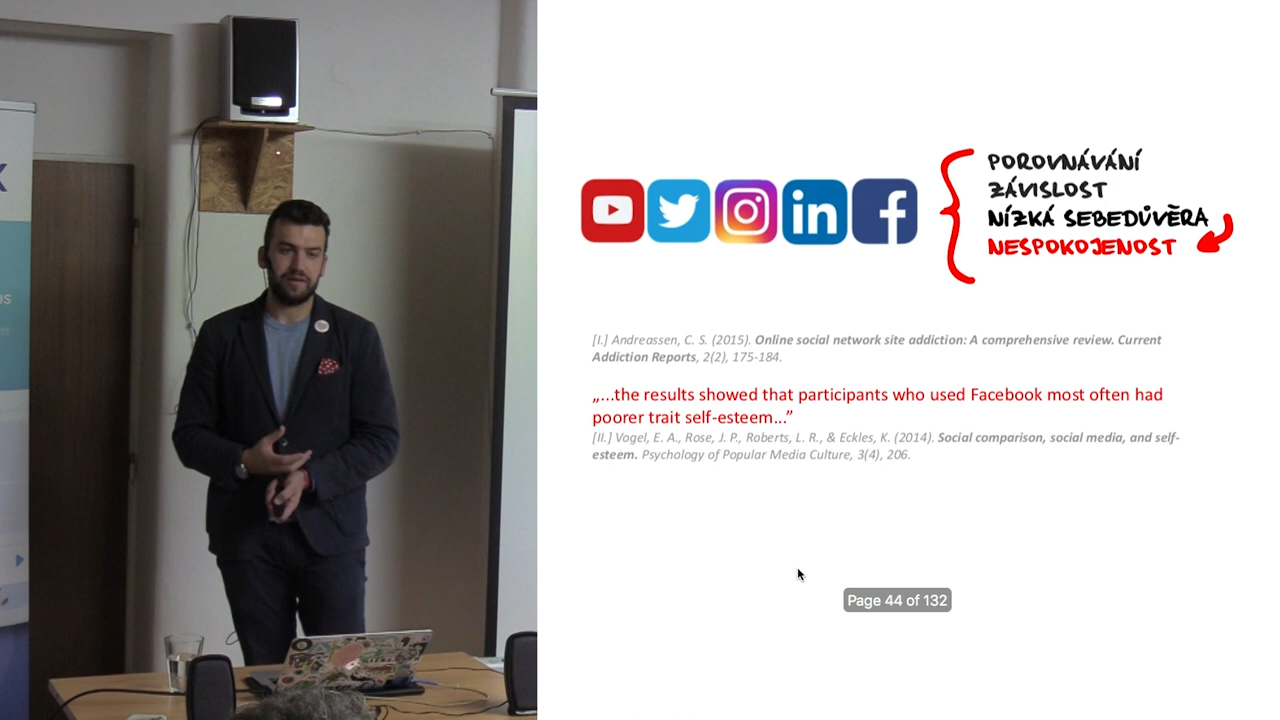 POROVNÁVÁNÍ
ZÁVISLOST
NÍZKÁ SEBEDŮVĚRA
NESPOKOJENOST
in
f
[I.] Andreassen, C. S. (2015). Online social network site addiction: A comprehensive review. Current
Addiction Reports, 2(2), 175-184.
„...the results showed that participants who used Facebook most often had
poorer trait self-esteem...”
[II.] Vogel, E. A., Rose, J. P., Roberts, L. R., & Eckles, K. (2014). Social comparison, social media, and self-
esteem. Psychology of Popular Media Culture, 3(4), 206.
Page 44 of 132